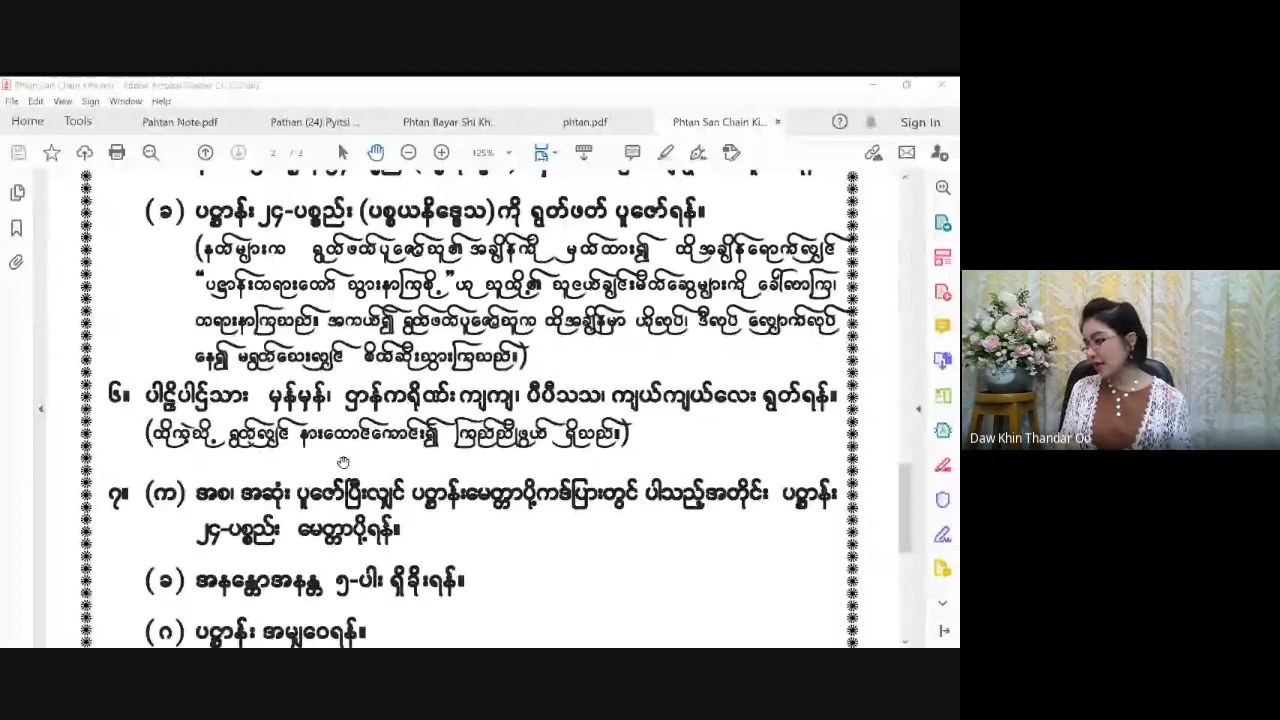 File Edit View Sign Window Help
Home Tools Pahtan Note.pdf Pathan (24) Pyitsi ... Phtan Bayar Shi Kh... phtan.pdf Phtan San Chain Ki... × Sign In
2 / 125%
(ခ) ပဋ္ဌာန်း၂၄-ပစ္စည်း (ပစ္စယနိဒ္ဒေသ)ကို ရွတ်ဖတ် ပူဇော်ရန်။
(နတ်များက ရွတ်ဖတ်ပူဇော်သူ၏ အချိန်ကို မှတ်ထား၍ ထိုအချိန်ရောက်လျှင်
“ပဋ္ဌာန်းတရားတော် သွားနာကြစို့”ဟု သူတို့၏ သူငယ်ချင်းမိတ်ဆွေများကို ခေါ်လာကြ၊
တရားနာကြသည်။ အကယ်၍ ရွတ်ဖတ်ပူဇော်သူက ထိုအချိန်မှာ ယိုလုပ်၊ ဒီလုပ် လျှောက်လုပ်
နေ၍ မရွတ်သေးလျှင် စိတ်ဆိုးသွားကြသည်။)
၆။ ပါဠိပါဌ်သား မှန်မှန်၊ ဌာန်ကရိုဏ်းကျကျ၊ ပီပီသသ၊ ကျယ်ကျယ်လေး ရွတ်ရန်။
(ထိုကဲ့သို့ ရွတ်လျှင် နားထောင်ကောင်း၍ ကြည်ညိုဖွယ် ရှိသည်။)
၇။ (က) အစ၊ အဆုံး ပူဇော်ပြီးလျှင် ပဋ္ဌာန်းမေတ္တာပို့ကဒ်ပြားတွင် ပါသည့်အတိုင်း ပဋ္ဌာန်း
၂၄-ပစ္စည်း မေတ္တာပို့ရန်။
(ခ) အနန္တောအနန္တ ၅-ပါး ရှိခိုးရန်။
(ဂ) ပဋ္ဌာန်း အမျှဝေရန်။
Daw Khin Thandar Oo